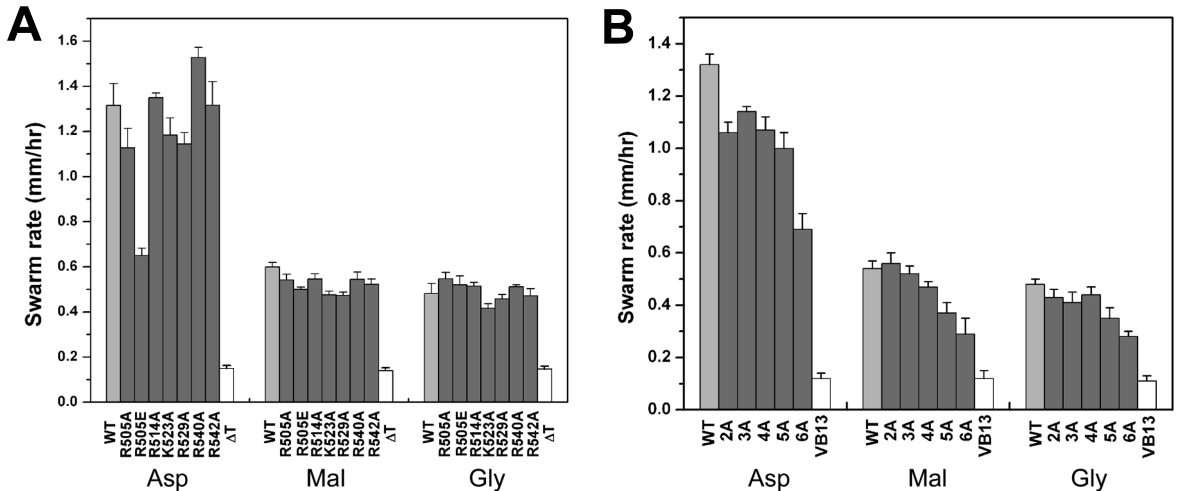 A
Swarm rate (mm/hr)
1.6
1.4
1.2
1.0
0.8
0.6
0.4
0.2
0.0
WT R505A R505E R514A K523A R529A R540A R542A ΔT
WT R505A R505E R514A K523A R529A R540A R542A ΔT
WT R505A R505E R514A K523A R529A R540A R542A ΔT
Asp Mal Gly
B
Swarm rate (mm/hr)
1.4
1.2
1.0
0.8
0.6
0.4
0.2
0.0
WT 2A 3A 4A 5A 6A VB13
WT 2A 3A 4A 5A 6A VB13
WT 2A 3A 4A 5A 6A VB13
Asp Mal Gly